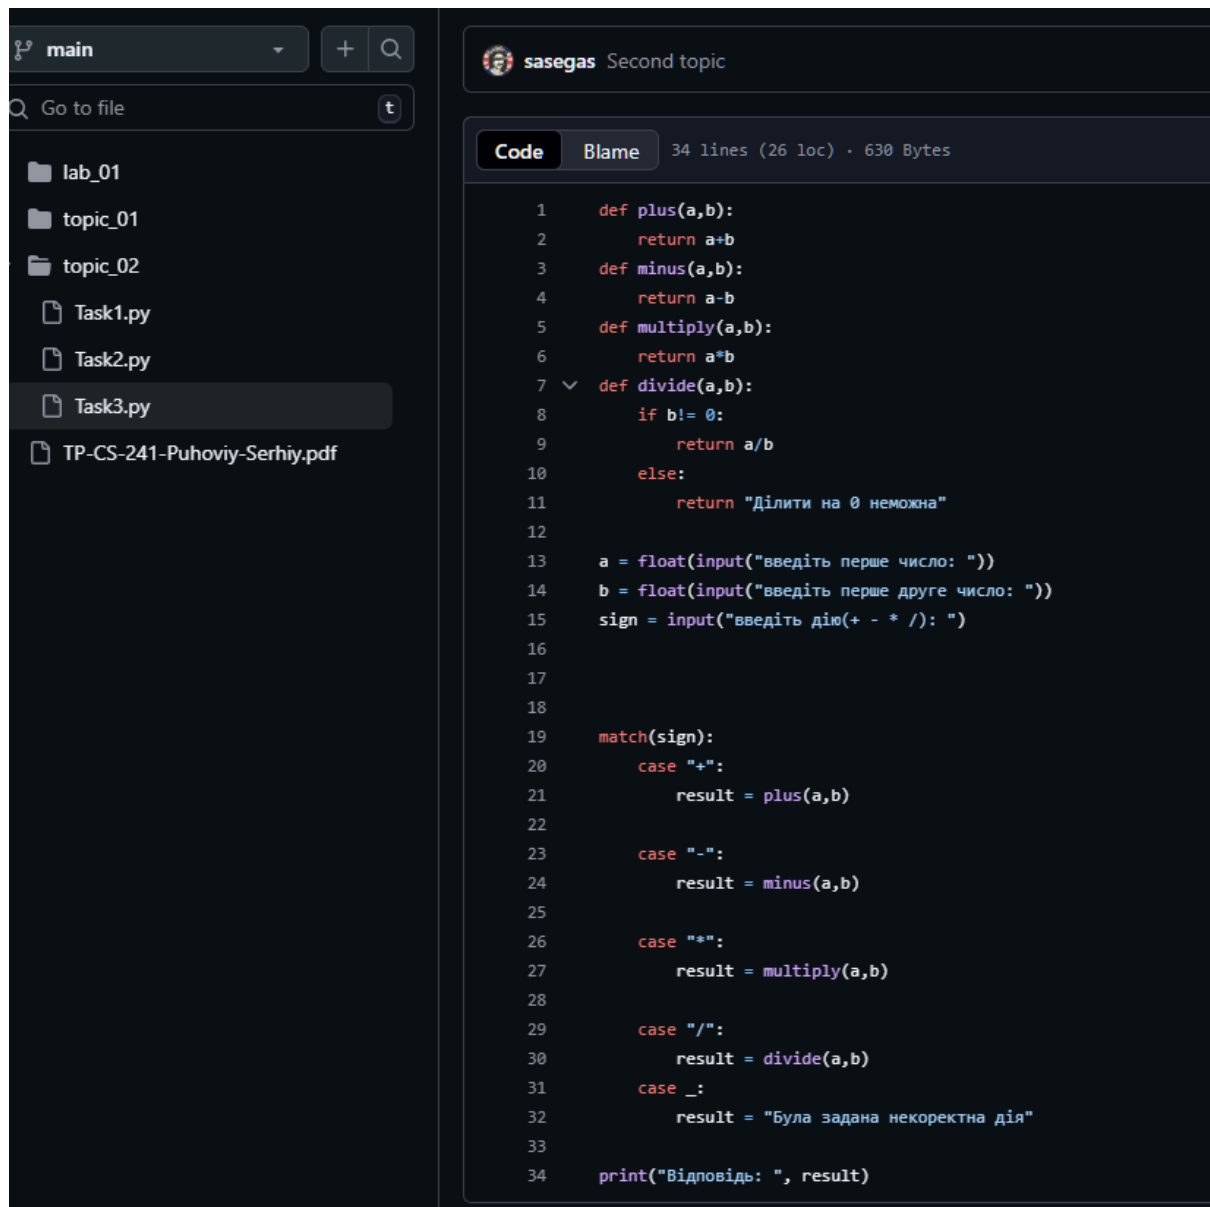 main
Go to file
t
lab_01
topic_01
topic_02
Task1.py
Task2.py
Task3.py
TP-CS-241-Puhoviy-Serhiy.pdf
sasegas Second topic
Code Blame 34 lines (26 loc) · 630 Bytes
1 def plus(a,b):
2     return a+b
3 def minus(a,b):
4     return a-b
5 def multiply(a,b):
6     return a*b
7 def divide(a,b):
8     if b!= 0:
9         return a/b
10     else:
11         return "Ділити на 0 неможна"
12
13 a = float(input("введіть перше число: "))
14 b = float(input("введіть перше друге число: "))
15 sign = input("введіть дію(+ - * /): ")
16
17
18
19 match(sign):
20     case "+":
21         result = plus(a,b)
22
23     case "-":
24         result = minus(a,b)
25
26     case "*":
27         result = multiply(a,b)
28
29     case "/":
30         result = divide(a,b)
31     case _:
32         result = "Була задана некоректна дія"
33
34 print("Відповідь: ", result)